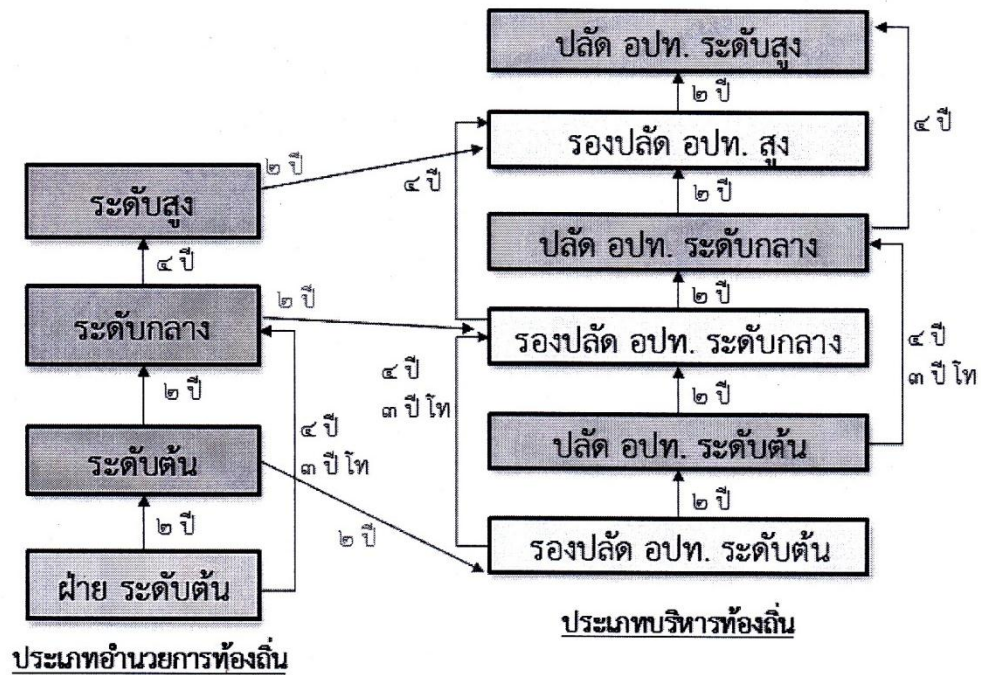 ปลัด อปท. ระดับสูง
๒ ปี
๔ ปี
รองปลัด อปท. สูง
๒ ปี
๔ ปี
๒ ปี
ระดับสูง
ปลัด อปท. ระดับกลาง
๔ ปี
๒ ปี
๒ ปี
ระดับกลาง
รองปลัด อปท. ระดับกลาง
๔ ปี
๓ ปี โท
๔ ปี
๓ ปี โท
๒ ปี
๒ ปี
๔ ปี
๓ ปี โท
ระดับต้น
ปลัด อปท. ระดับต้น
๒ ปี
๒ ปี
๒ ปี
รองปลัด อปท. ระดับต้น
ฝ่าย ระดับต้น
ประเภทบริหารท้องถิ่น
ประเภทอำนวยการท้องถิ่น